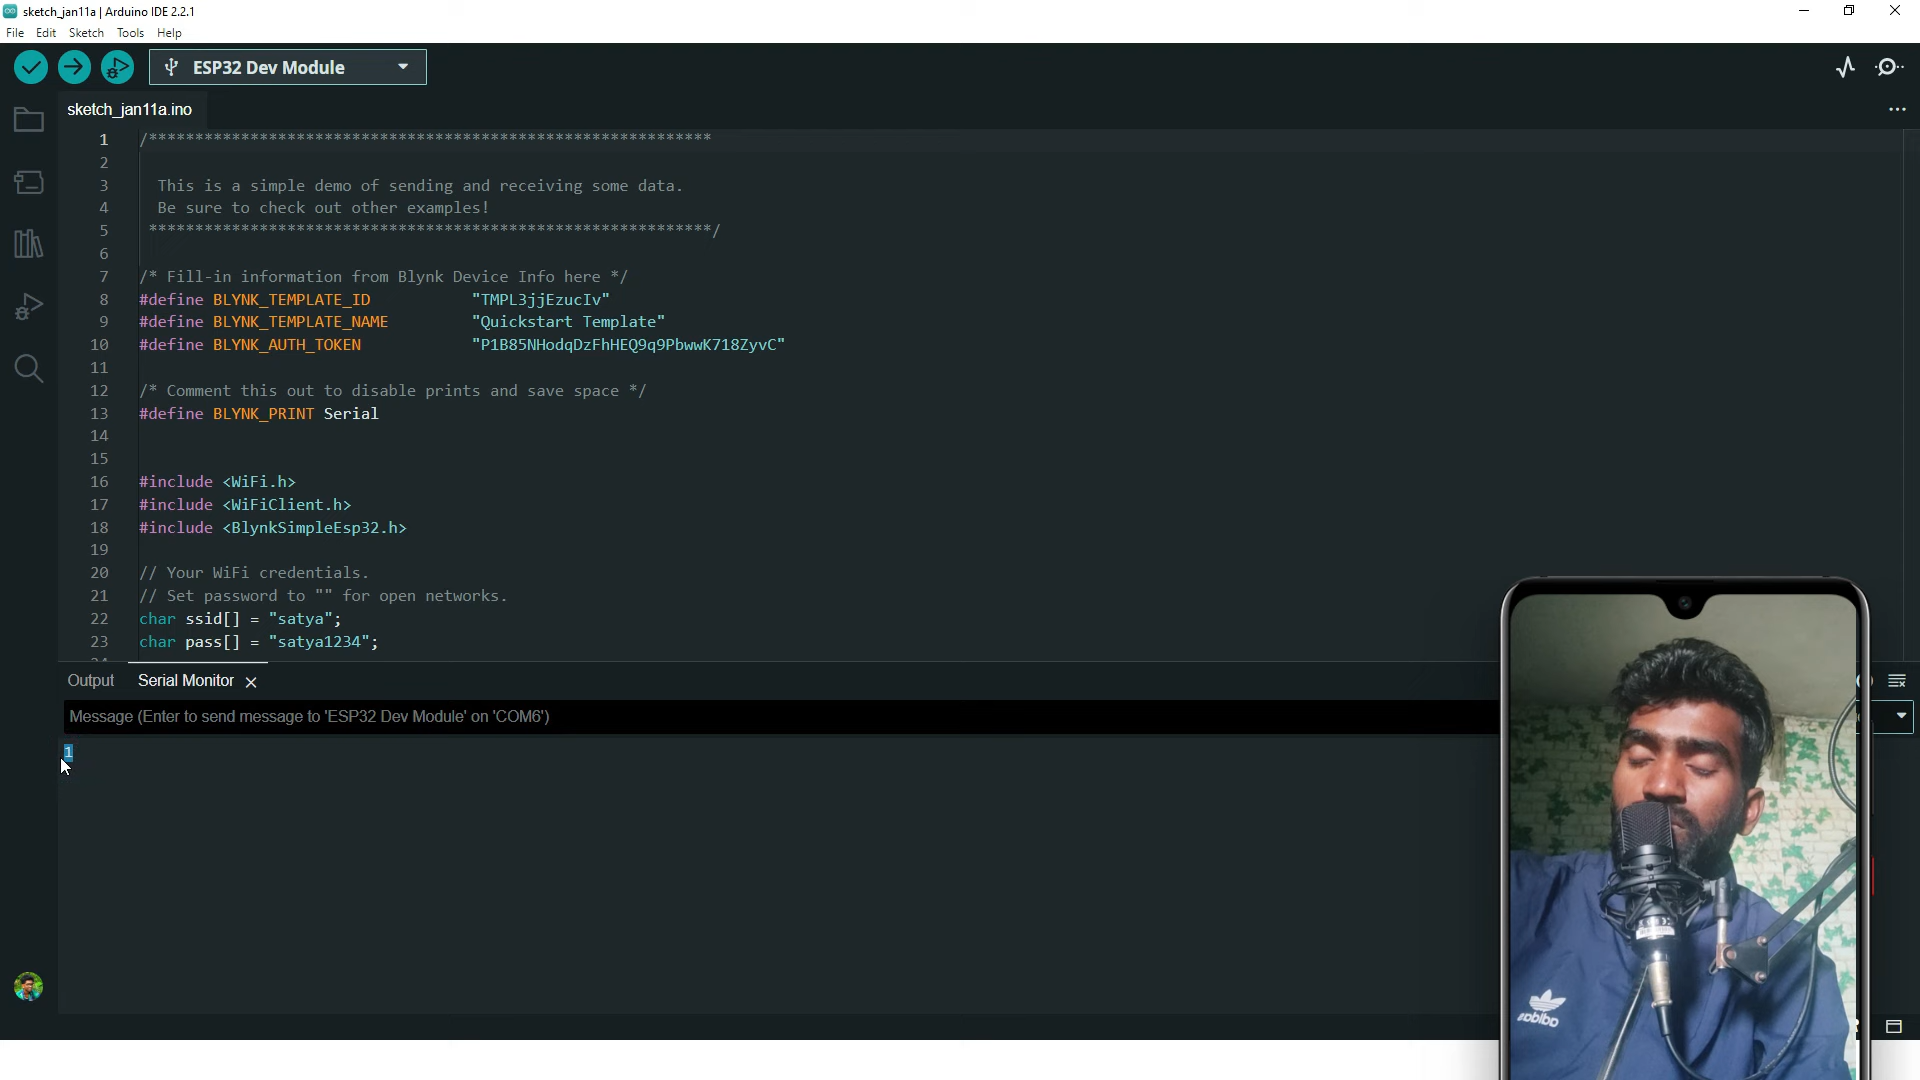 sketch_jan11a | Arduino IDE 2.2.1
File Edit Sketch Tools Help
ESP32 Dev Module
sketch_jan11a.ino
1 /*************************************************************
2
3 This is a simple demo of sending and receiving some data.
4 Be sure to check out other examples!
5 *************************************************************/
6
7 /* Fill-in information from Blynk Device Info here */
8 #define BLYNK_TEMPLATE_ID "TMPL3jjEzucIv"
9 #define BLYNK_TEMPLATE_NAME "Quickstart Template"
10 #define BLYNK_AUTH_TOKEN "P1B85NHodqDzFhHEQ9q9PbwwK718ZyvC"
11
12 /* Comment this out to disable prints and save space */
13 #define BLYNK_PRINT Serial
14
15
16 #include <WiFi.h>
17 #include <WiFiClient.h>
18 #include <BlynkSimpleEsp32.h>
19
20 // Your WiFi credentials.
21 // Set password to "" for open networks.
22 char ssid[] = "satya";
23 char pass[] = "satya1234";
Output Serial Monitor
Message (Enter to send message to 'ESP32 Dev Module' on 'COM6')
1